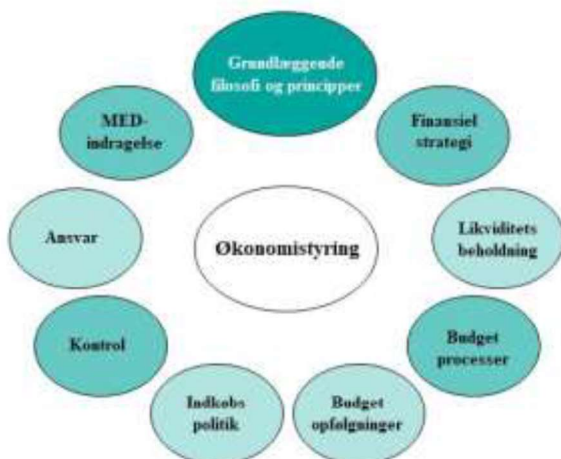 Grundlæggende
filosofi og principper
MED-
indragelse
Finansiel
strategi
Ansvar
Økonomistyring
Likviditets
beholdning
Kontrol
Budget
processer
Indkøbs
politik
Budget
opfølgninger